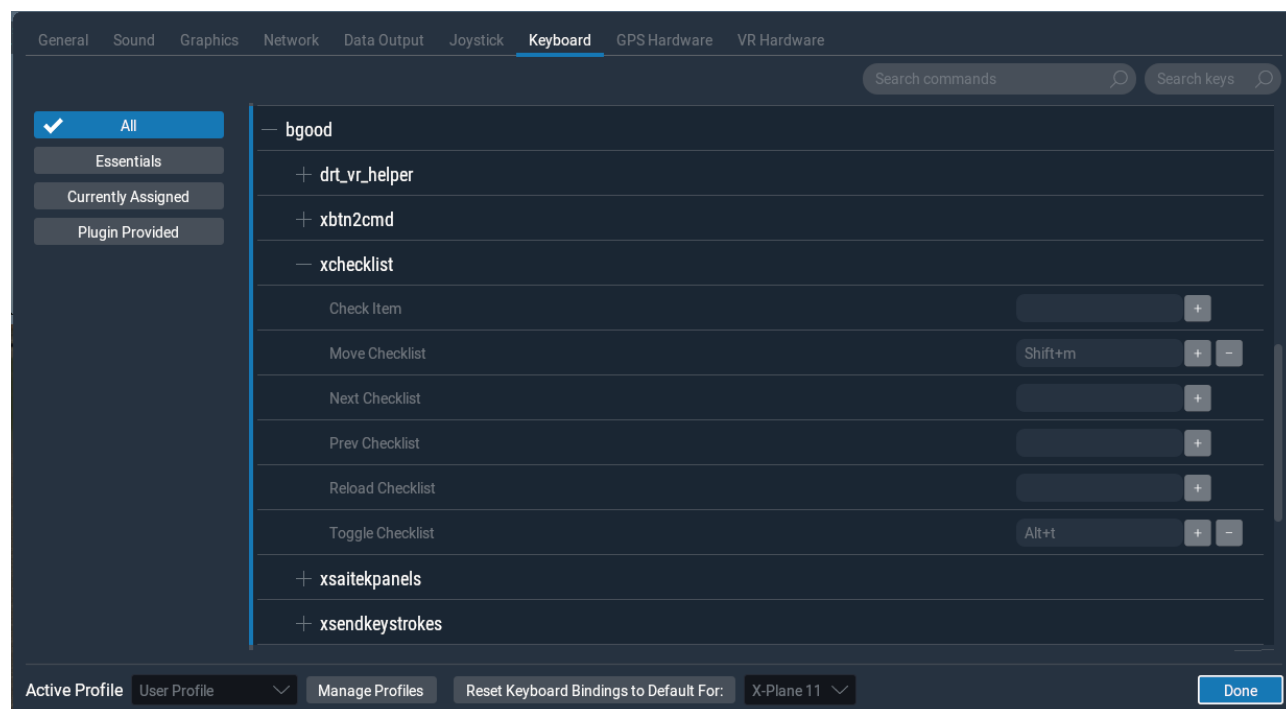 General Sound Graphics Network Data Output Joystick Keyboard GPS Hardware VR Hardware
Search commands Search keys
All
Essentials
Currently Assigned
Plugin Provided
— bgood
+ drt_vr_helper
+ xbtn2cmd
— xchecklist
Check Item +
Move Checklist Shift+m + -
Next Checklist +
Prev Checklist +
Reload Checklist +
Toggle Checklist Alt+t + -
+ xsaitekpanels
+ xsendkeystrokes
Active Profile User Profile Manage Profiles Reset Keyboard Bindings to Default For: X-Plane 11 Done